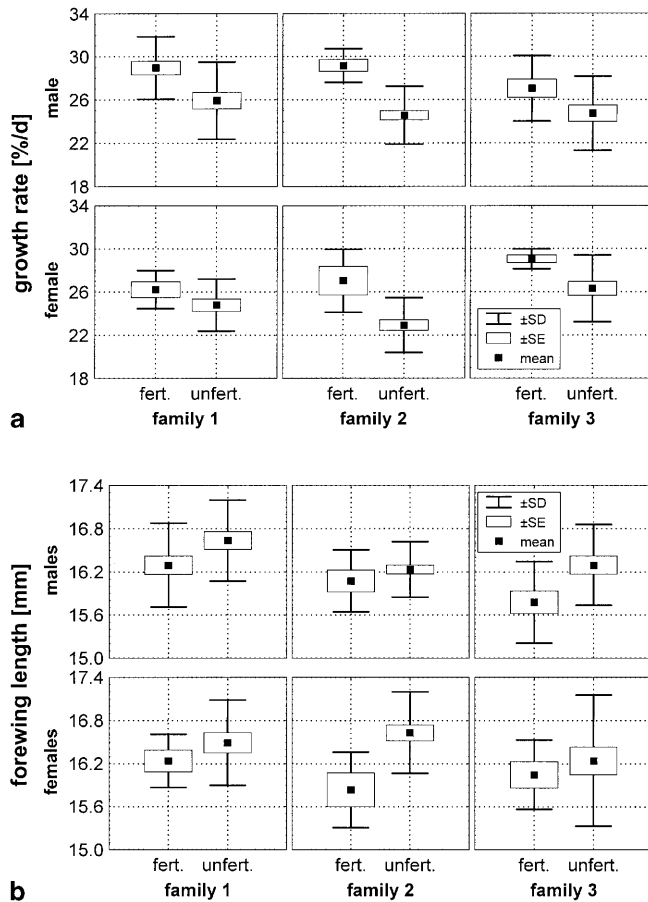 34
30
26
22
18
male
34
30
26
22
18
female
growth rate [%/d]
±SD
±SE
mean
fert. unfert. fert. unfert. fert. unfert.
family 1 family 2 family 3
a
17.4
16.8
16.2
15.6
15.0
males
±SD
±SE
mean
17.4
16.8
16.2
15.6
15.0
females
forewing length [mm]
fert. unfert. fert. unfert. fert. unfert.
family 1 family 2 family 3
b